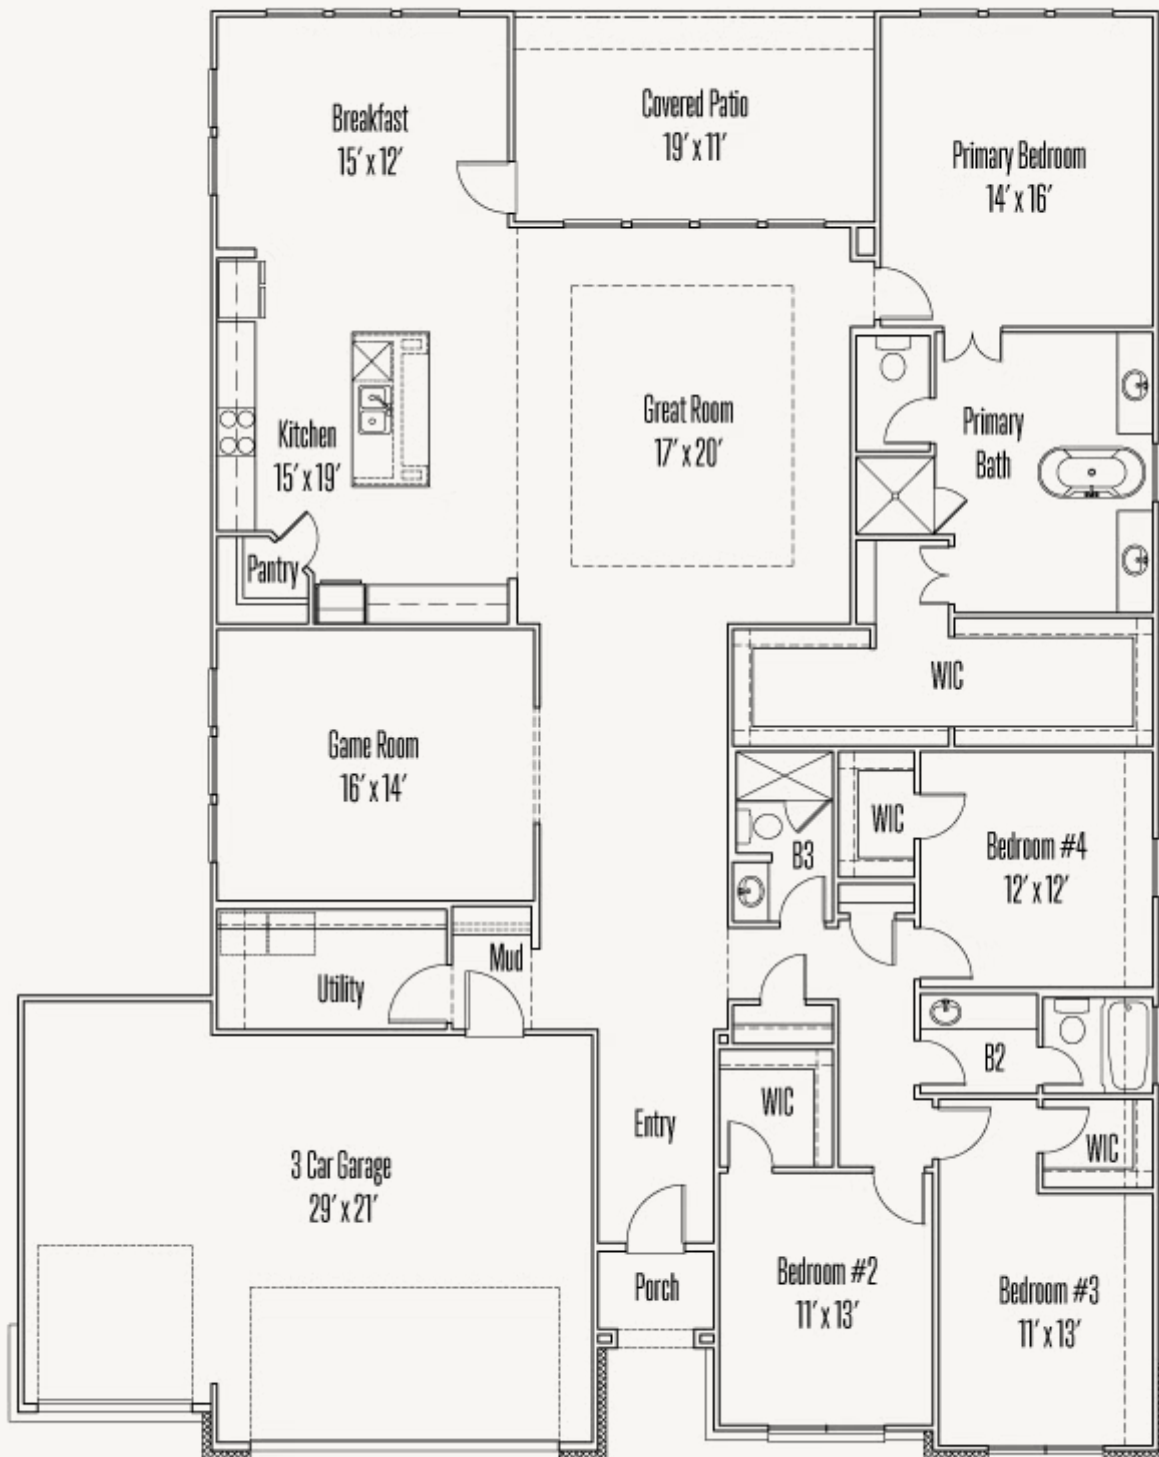 Breakfast
15' x 12'
Covered Patio
19' x 11'
Primary Bedroom
14' x 16'
Kitchen
15' x 19'
Great Room
17' x 20'
Primary
Bath
Pantry
WIC
Game Room
16' x 14'
WIC
B3
Bedroom #4
12' x 12'
Mud
Utility
B2
WIC
Entry
WIC
3 Car Garage
29' x 21'
Porch
Bedroom #2
11' x 13'
Bedroom #3
11' x 13'